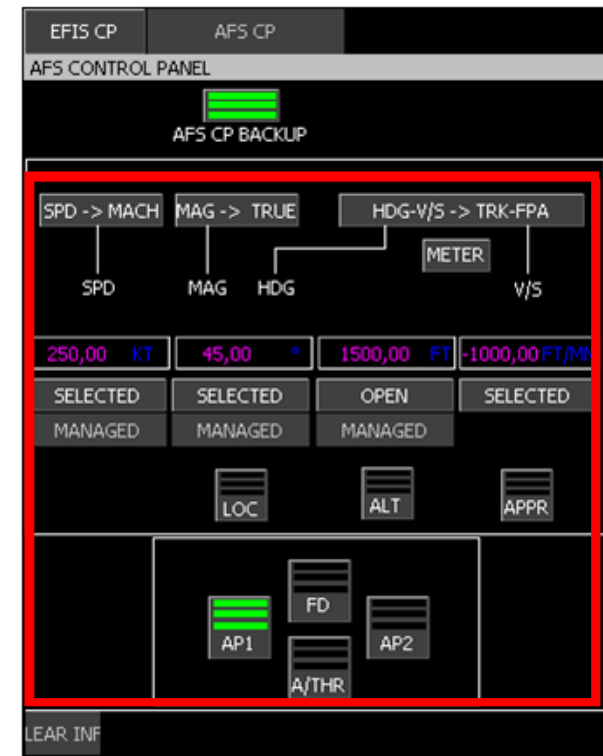 EFIS CP AFS CP
AFS CONTROL PANEL
AFS CP BACKUP
SPD -> MACH MAG -> TRUE HDG-V/S -> TRK-FPA
METER
SPD MAG HDG V/S
250,00 KT 45,00 ° 1500,00 FT -1000,00 FT/MN
SELECTED SELECTED OPEN SELECTED
MANAGED MANAGED MANAGED
LOC ALT APPR
FD
AP1 AP2
A/THR
LEAR INF